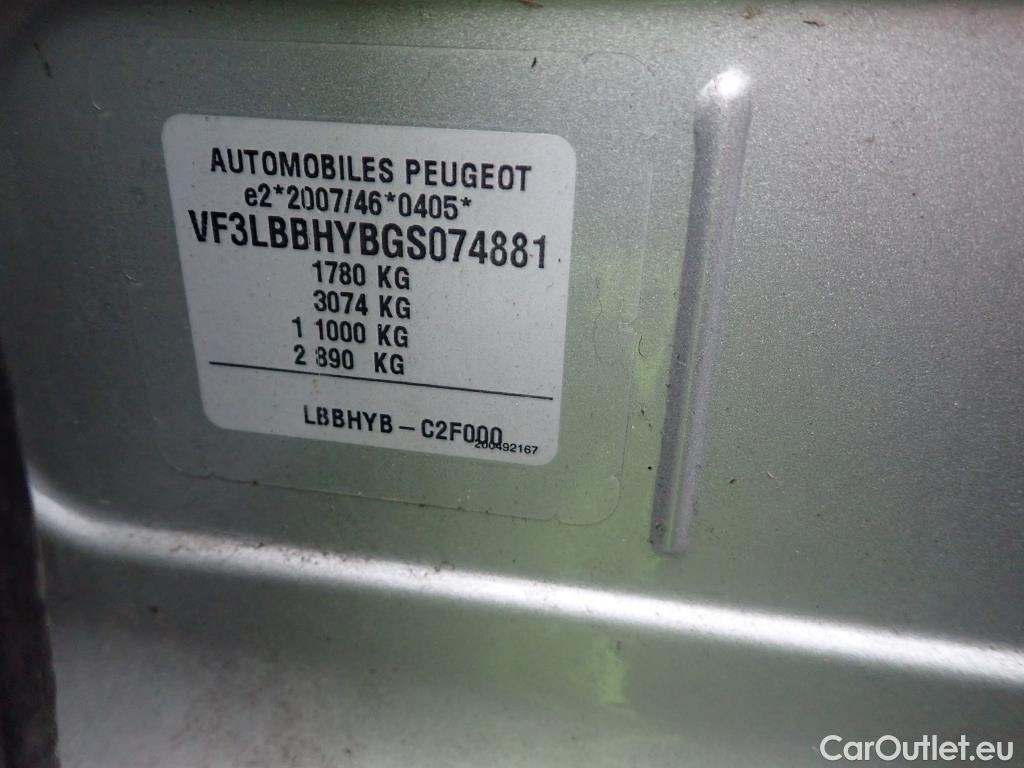 AUTOMOBILES PEUGEOT
e2*2007/46*0405*
VF3LBBHYBGS074881
1780 KG
3074 KG
1 1000 KG
2 890 KG
LBBHYB - C2F000
200492167
CarOutlet.eu